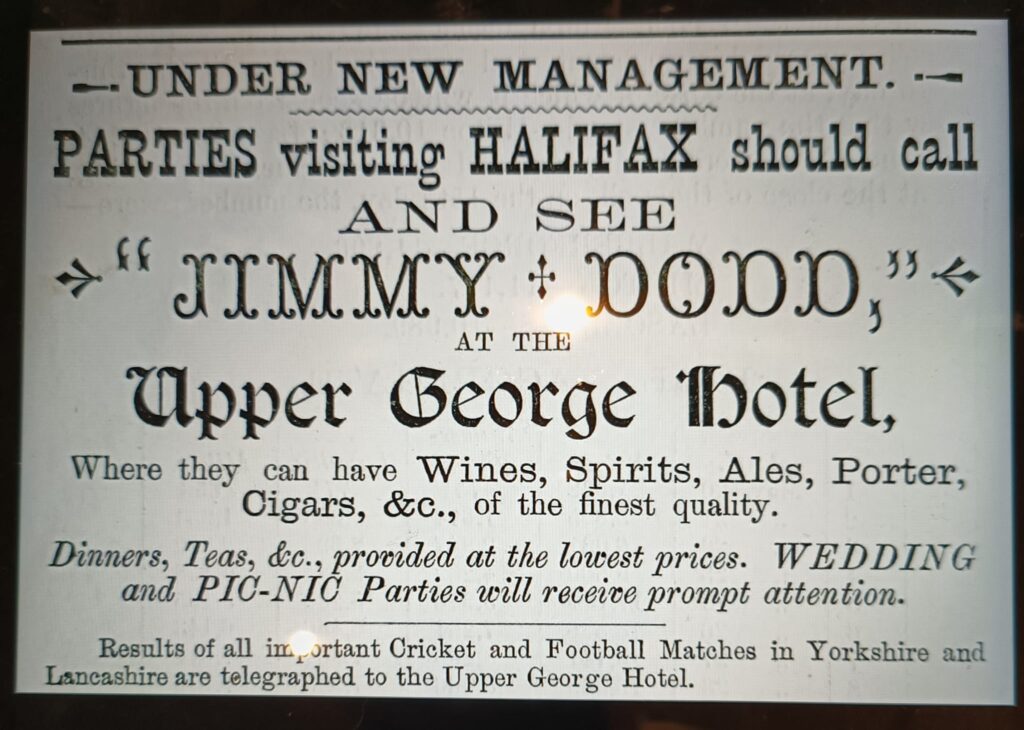 UNDER NEW MANAGEMENT.
PARTIES visiting HALIFAX should call
AND SEE
"JIMMY DODD,"
AT THE
Upper George Hotel,
Where they can have Wines, Spirits, Ales, Porter,
Cigars, &c., of the finest quality.
Dinners, Teas, &c., provided at the lowest prices. WEDDING
and PIC-NIC Parties will receive prompt attention.
Results of all important Cricket and Football Matches in Yorkshire and
Lancashire are telegraphed to the Upper George Hotel.